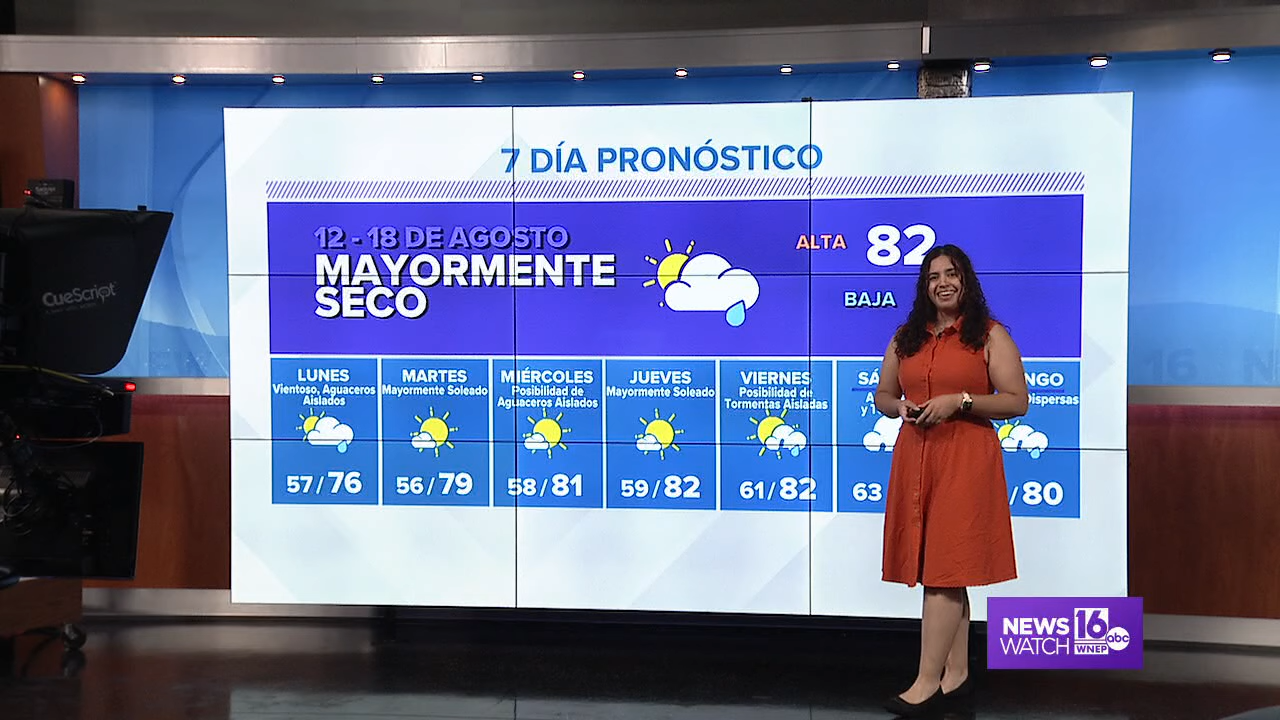 7 DÍA PRONÓSTICO
12 - 18 DE AGOSTO
MAYORMENTE
SECO
ALTA 82
BAJA
LUNES
Vientoso, Aguaceros
Aislados
57 / 76
MARTES
Mayormente Soleado
56 / 79
MIÉRCOLES
Posibilidad de
Aguaceros Aislados
58 / 81
JUEVES
Mayormente Soleado
59 / 82
VIERNES
Posibilidad de
Tormentas Aisladas
61 / 82
63
Dispersas
/ 80
CueScript
16
NEWS
WATCH
16
WNEP
abc